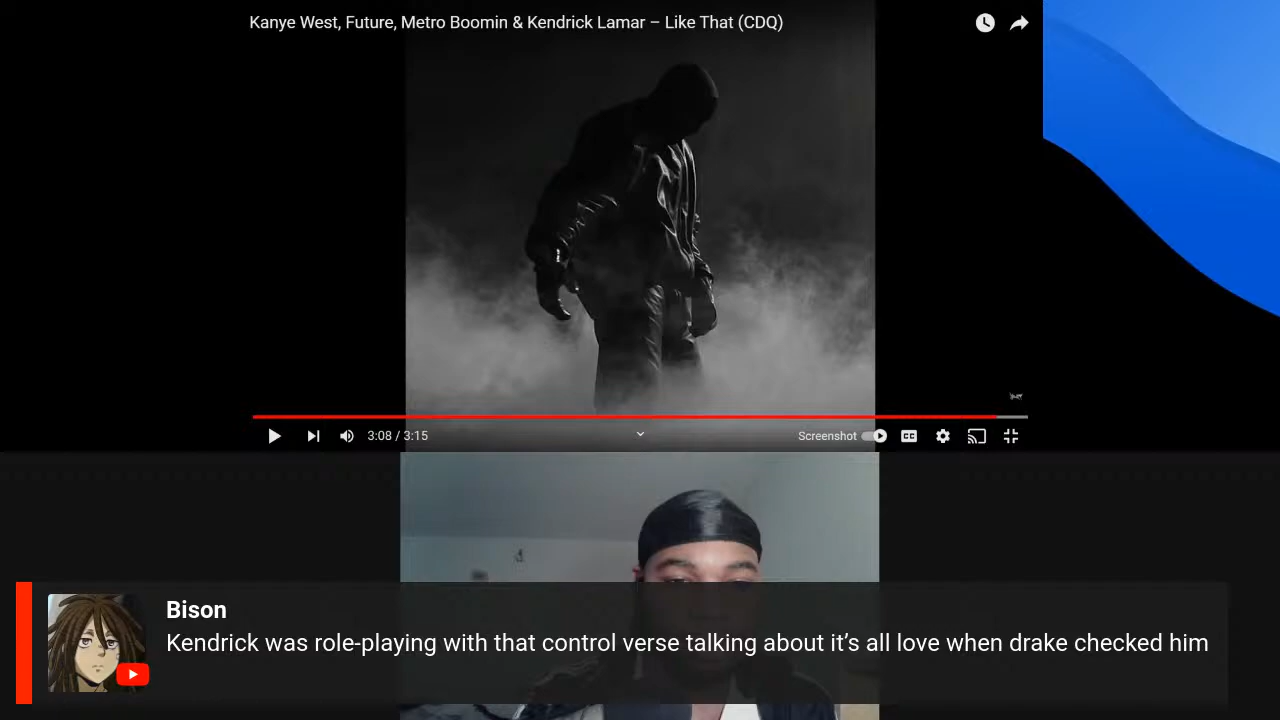 Kanye West, Future, Metro Boomin & Kendrick Lamar – Like That (CDQ)
3:08 / 3:15
Screenshot
CC
Bison
Kendrick was role-playing with that control verse talking about it’s all love when drake checked him